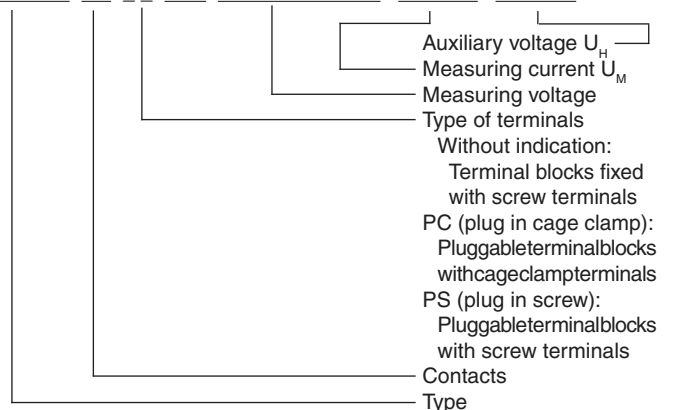 Auxiliary voltage U_H
Measuring current U_M
Measuring voltage
Type of terminals
Without indication:
Terminal blocks fixed
with screw terminals
PC (plug in cage clamp):
Pluggableterminalblocks
withcageclampterminals
PS (plug in screw):
Pluggableterminalblocks
with screw terminals
Contacts
Type